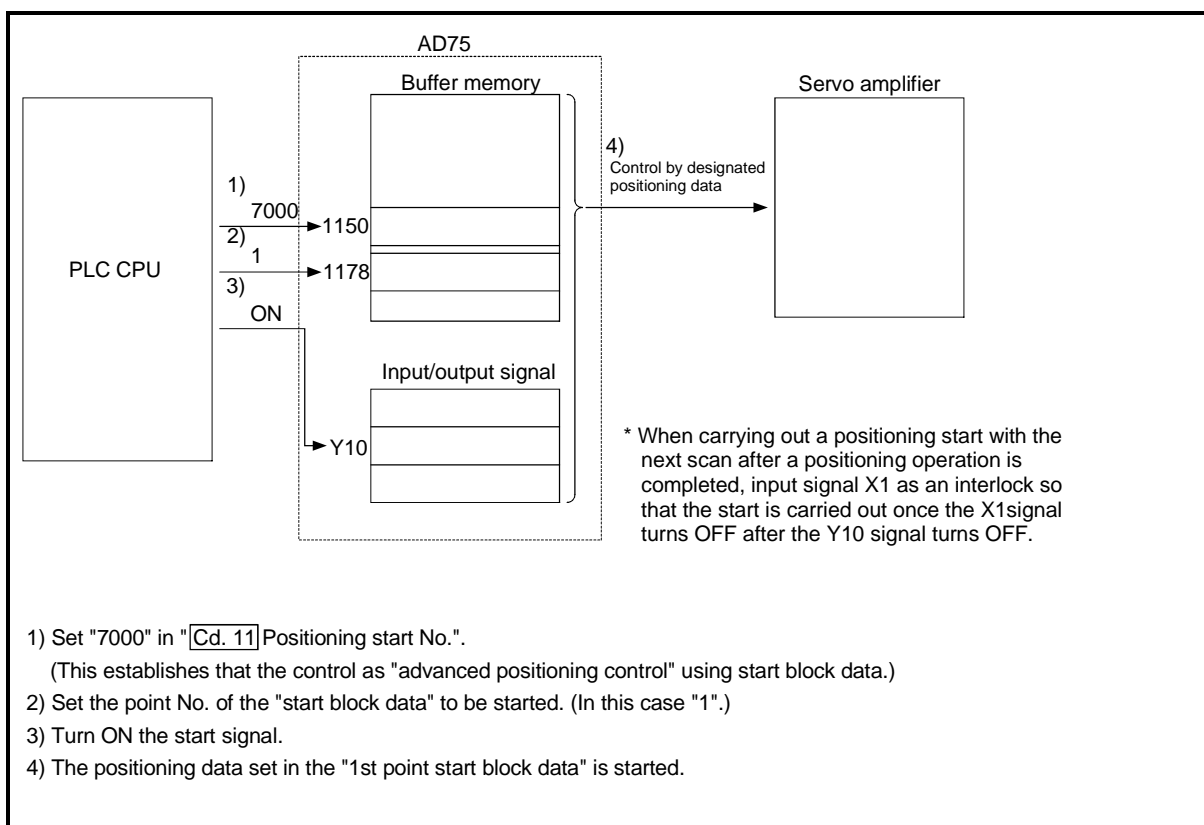 AD75
Buffer memory
Servo amplifier
4)
Control by designated
positioning data
1)
7000
1150
2)
1
1178
PLC CPU
3)
ON
Input/output signal
Y10
* When carrying out a positioning start with the
next scan after a positioning operation is
completed, input signal X1 as an interlock so
that the start is carried out once the X1signal
turns OFF after the Y10 signal turns OFF.
1) Set "7000" in "Cd. 11 Positioning start No.".
(This establishes that the control as "advanced positioning control" using start block data.)
2) Set the point No. of the "start block data" to be started. (In this case "1".)
3) Turn ON the start signal.
4) The positioning data set in the "1st point start block data" is started.